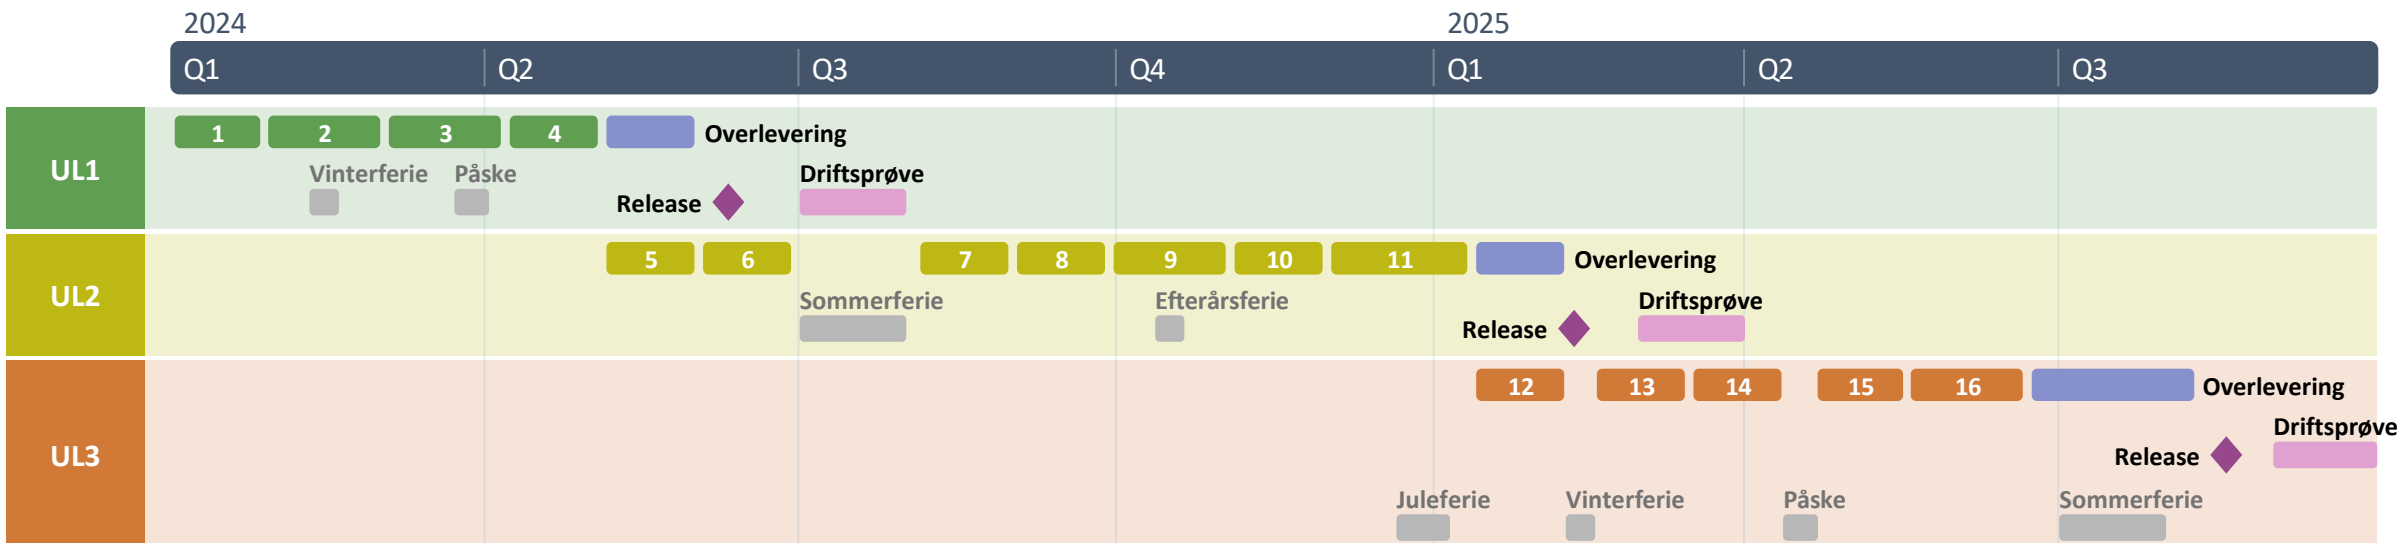 2024 2025
Q1 Q2 Q3 Q4 Q1 Q2 Q3
UL1
1 2 3 4 Overlevering
Vinterferie Påske Driftsprøve
Release
UL2
5 6 7 8 9 10 11 Overlevering
Sommerferie Efterårsferie Driftsprøve
Release
UL3
12 13 14 15 16 Overlevering
Driftsprøve
Release
Juleferie Vinterferie Påske Sommerferie